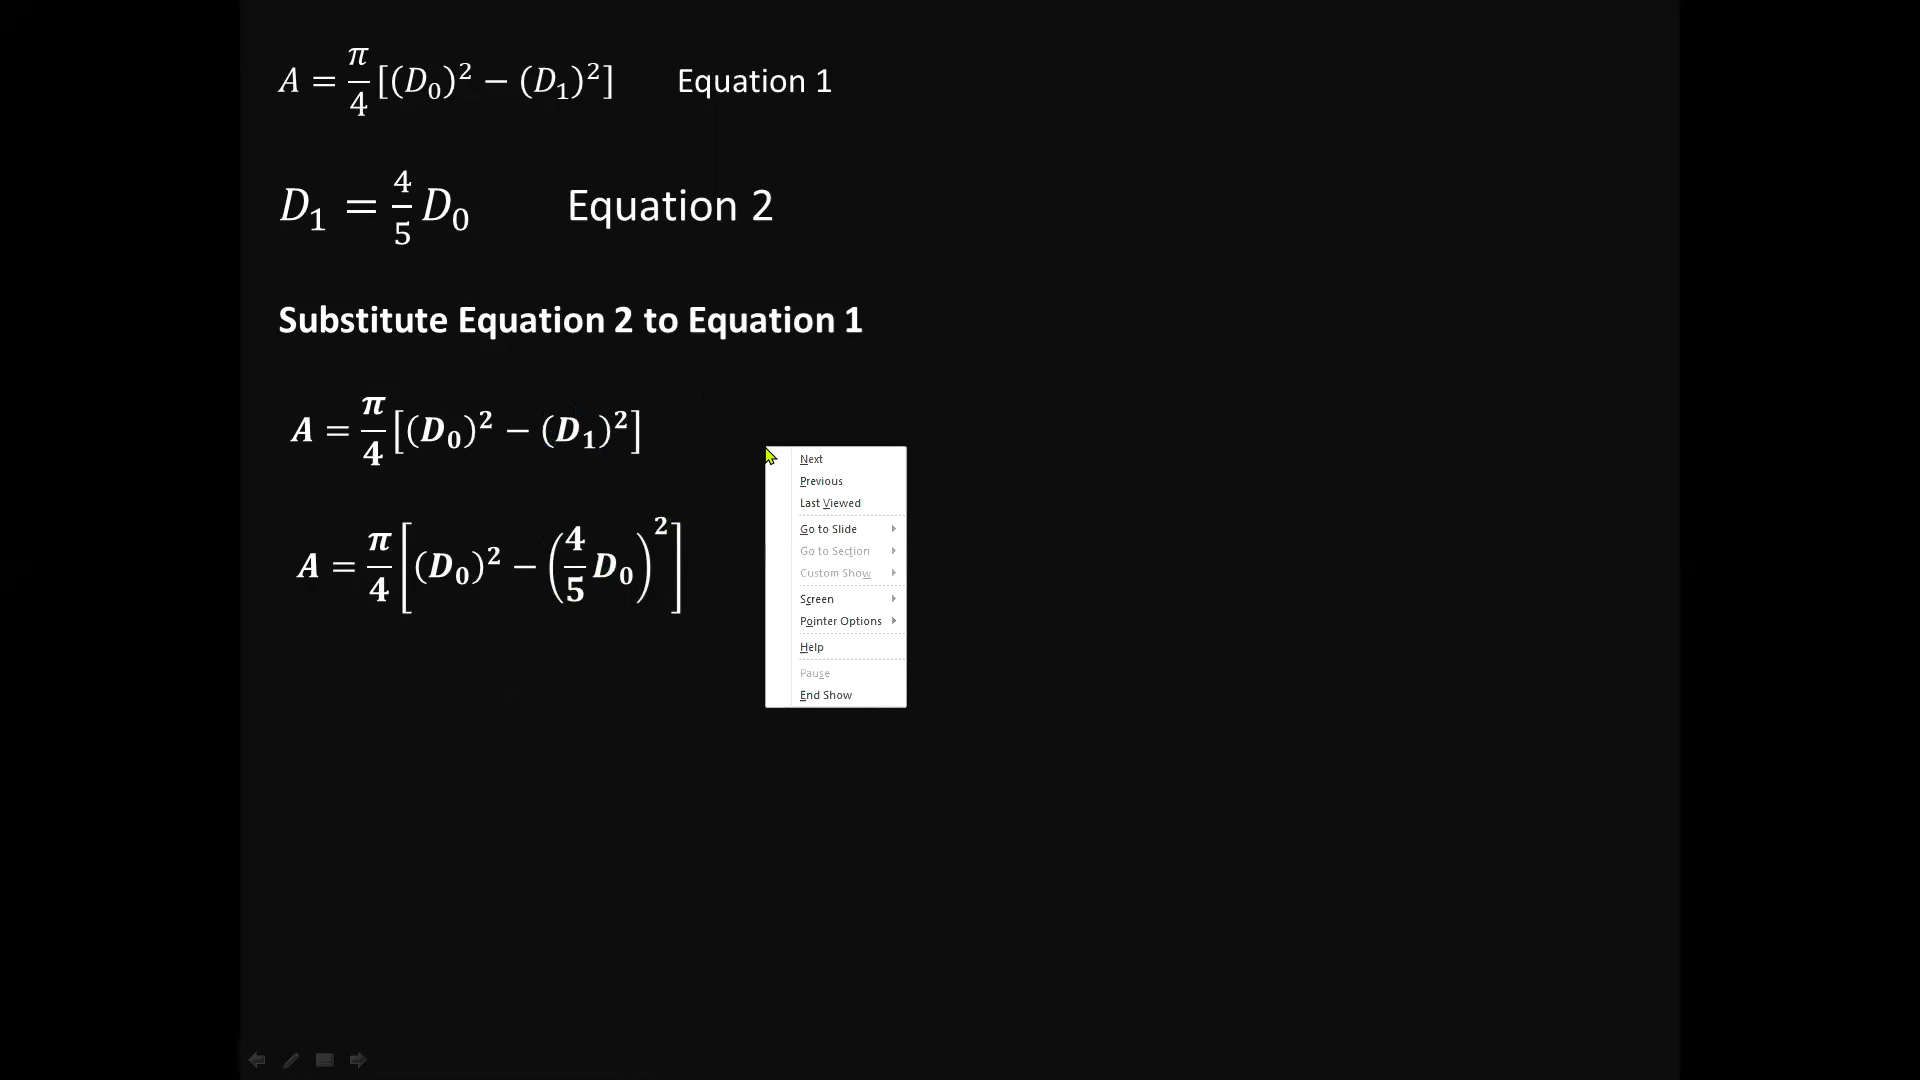 A = π/4 [(D₀)² − (D₁)²] Equation 1
D₁ = 4/5 D₀ Equation 2
Substitute Equation 2 to Equation 1
A = π/4 [(D₀)² − (D₁)²]
A = π/4 [(D₀)² − (4/5 D₀)²]
Next
Previous
Last Viewed
Go to Slide
Go to Section
Custom Show
Screen
Pointer Options
Help
Pause
End Show